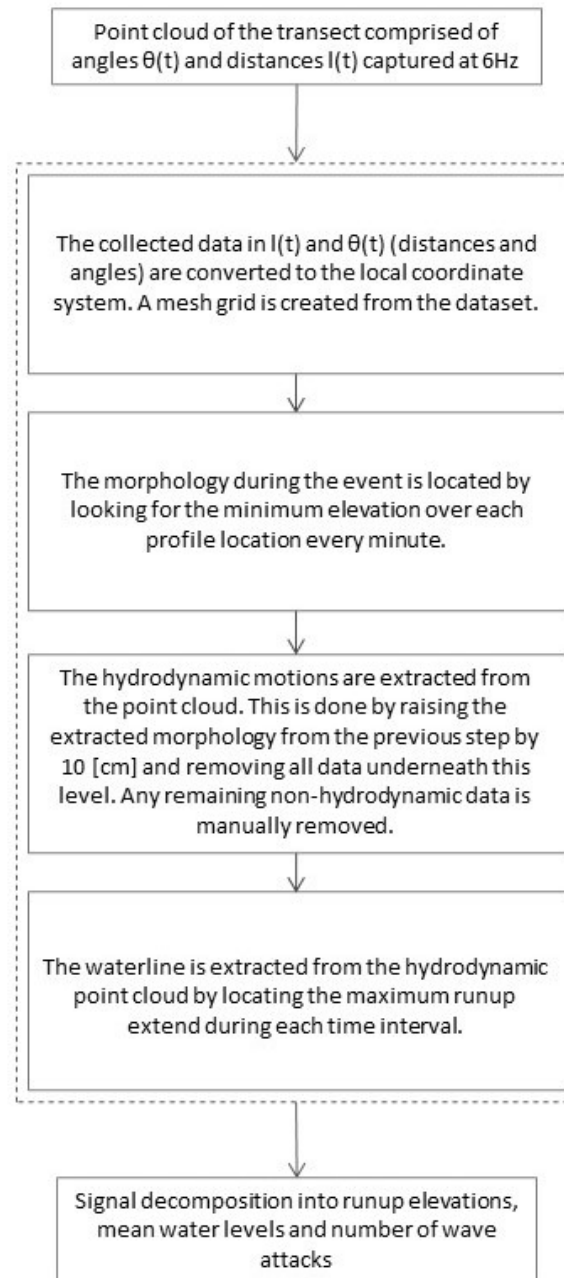 Point cloud of the transect comprised of
angles θ(t) and distances l(t) captured at 6Hz
The collected data in l(t) and θ(t) (distances and
angles) are converted to the local coordinate
system. A mesh grid is created from the dataset.
The morphology during the event is located by
looking for the minimum elevation over each
profile location every minute.
The hydrodynamic motions are extracted from
the point cloud. This is done by raising the
extracted morphology from the previous step by
10 [cm] and removing all data underneath this
level. Any remaining non-hydrodynamic data is
manually removed.
The waterline is extracted from the hydrodynamic
point cloud by locating the maximum runup
extend during each time interval.
Signal decomposition into runup elevations,
mean water levels and number of wave
attacks